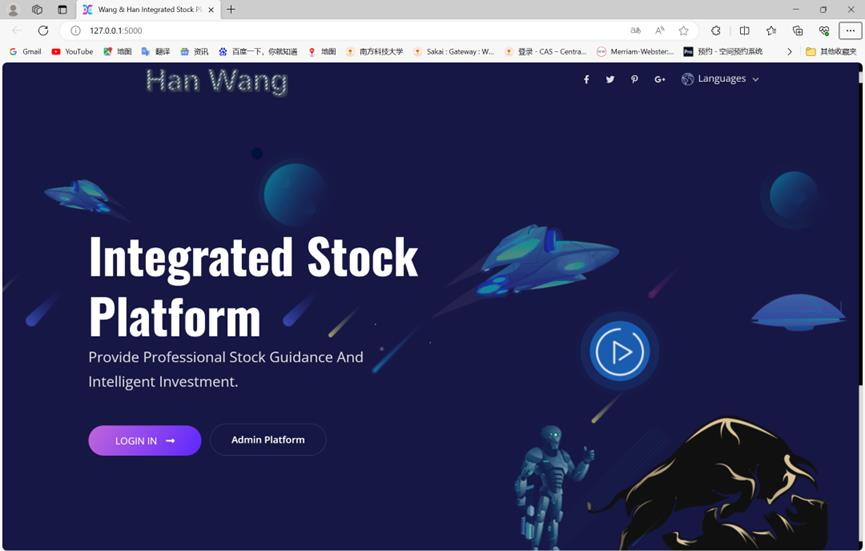 Wang & Han Integrated Stock Pl
127.0.0.1:5000
Gmail
YouTube
地图
翻译
资讯
百度一下，你就知道
地图
南方科技大学
Sakai : Gateway : W...
登录 - CAS – Centra...
Merriam-Webster:...
预约 - 空间预约系统
其他收藏夹
Han Wang
Languages
Integrated Stock
Platform
Provide Professional Stock Guidance And
Intelligent Investment.
LOGIN IN
Admin Platform